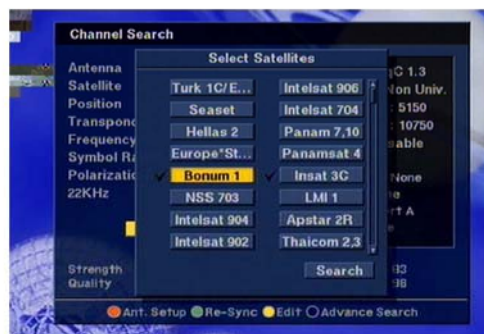 Channel Search
Select Satellites
Antenna
Satellite
Position
Transpond
Frequency
Symbol Ra
Polarizatic
22KHz
Turk 1C/E... Intelsat 906
Seaset Intelsat 704
Hellas 2 Panam 7,10
Europe*St... Panamsat 4
Bonum 1 Insat 3C
NSS 703 LMI 1
Intelsat 904 Apstar 2R
Intelsat 902 Thaicom 2,3
Search
C 1.3
on Univ.
: 5150
: 10750
sable
None
rt A
Strength
Quality
Ant. Setup Re-Sync Edit Advance Search